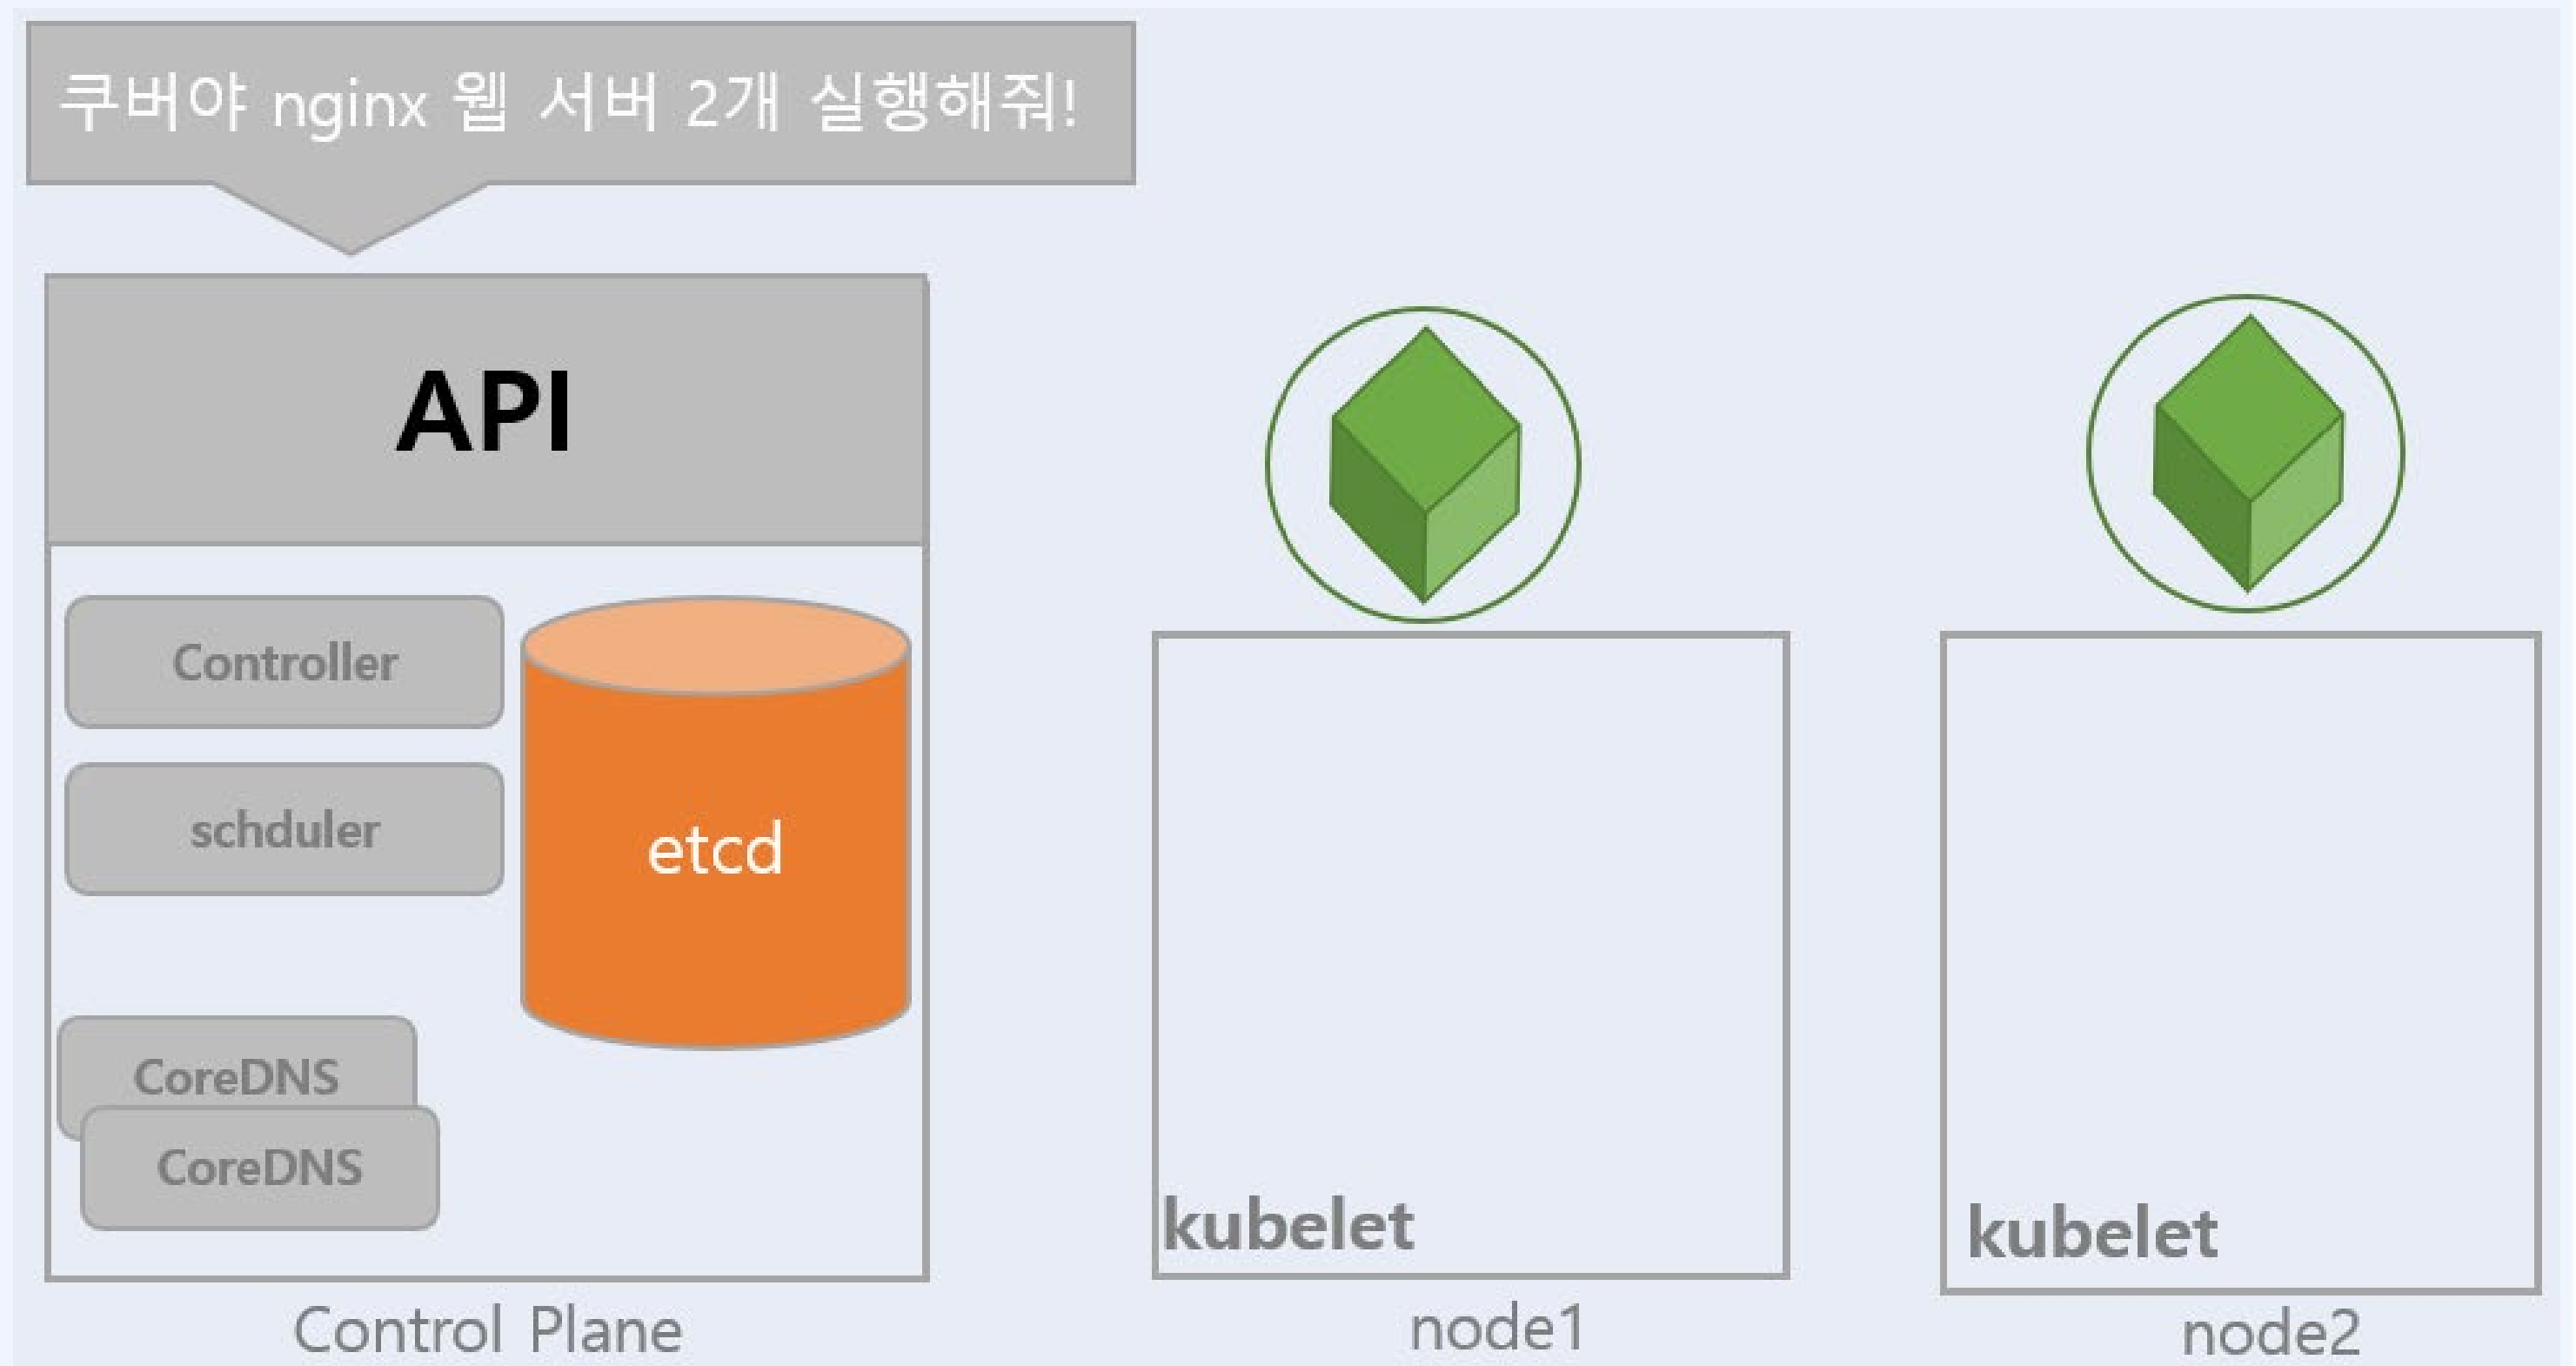 쿠버야 nginx 웹 서버 2개 실행해줘!
API
Controller
schduler
etcd
CoreDNS
CoreDNS
Control Plane
kubelet
node1
kubelet
node2